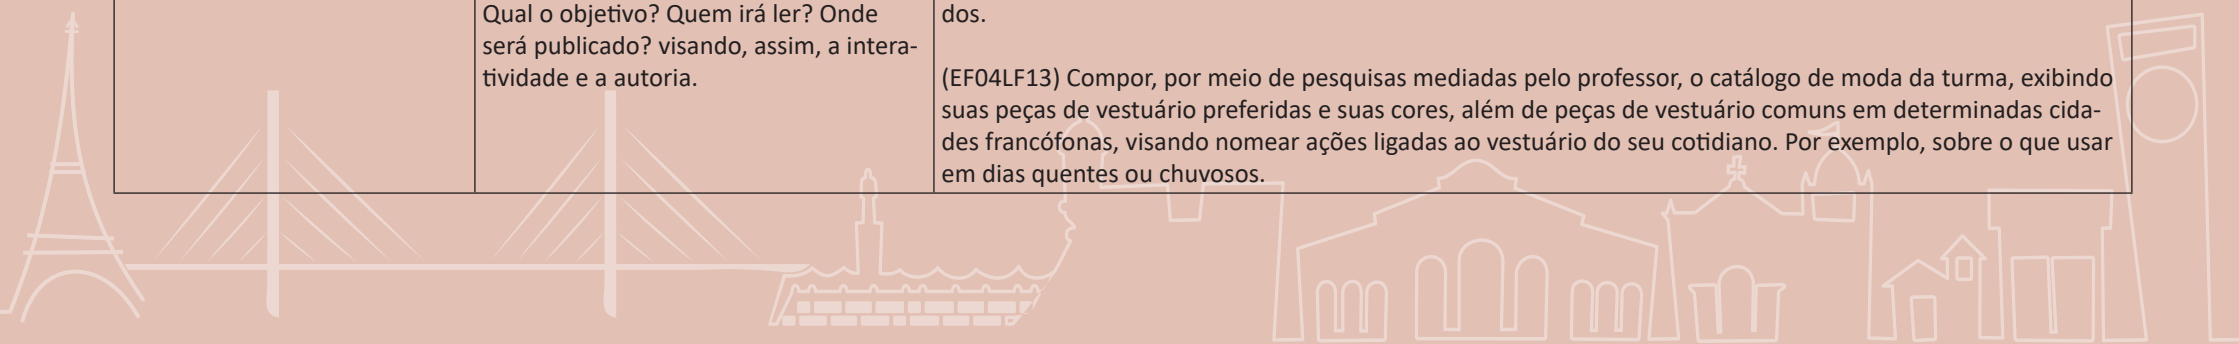 Qual o objetivo? Quem irá ler? Onde
será publicado? visando, assim, a intera-
tividade e a autoria.
dos.
(EF04LF13) Compor, por meio de pesquisas mediadas pelo professor, o catálogo de moda da turma, exibindo
suas peças de vestuário preferidas e suas cores, além de peças de vestuário comuns em determinadas cida-
des francófonas, visando nomear ações ligadas ao vestuário do seu cotidiano. Por exemplo, sobre o que usar
em dias quentes ou chuvosos.